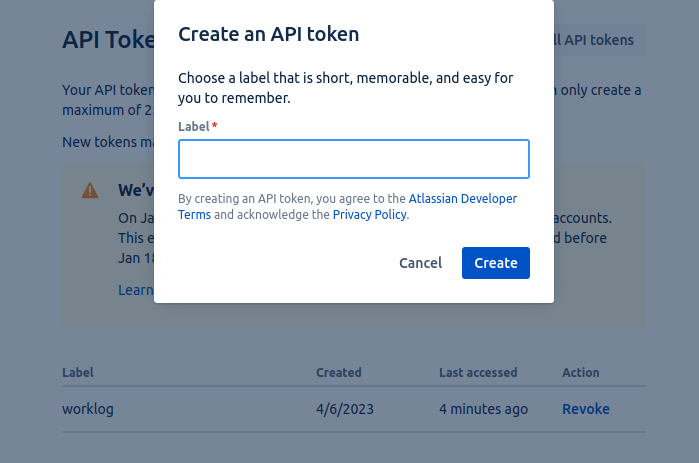 API Toke
ll API tokens
Your API token
n only create a
maximum of 2
New tokens ma
We've
On Ja
accounts.
This e
d before
Jan 18
Learn
Create an API token
Choose a label that is short, memorable, and easy for
you to remember.
Label *
By creating an API token, you agree to the Atlassian Developer
Terms and acknowledge the Privacy Policy.
Cancel Create
Label Created Last accessed Action
worklog 4/6/2023 4 minutes ago Revoke